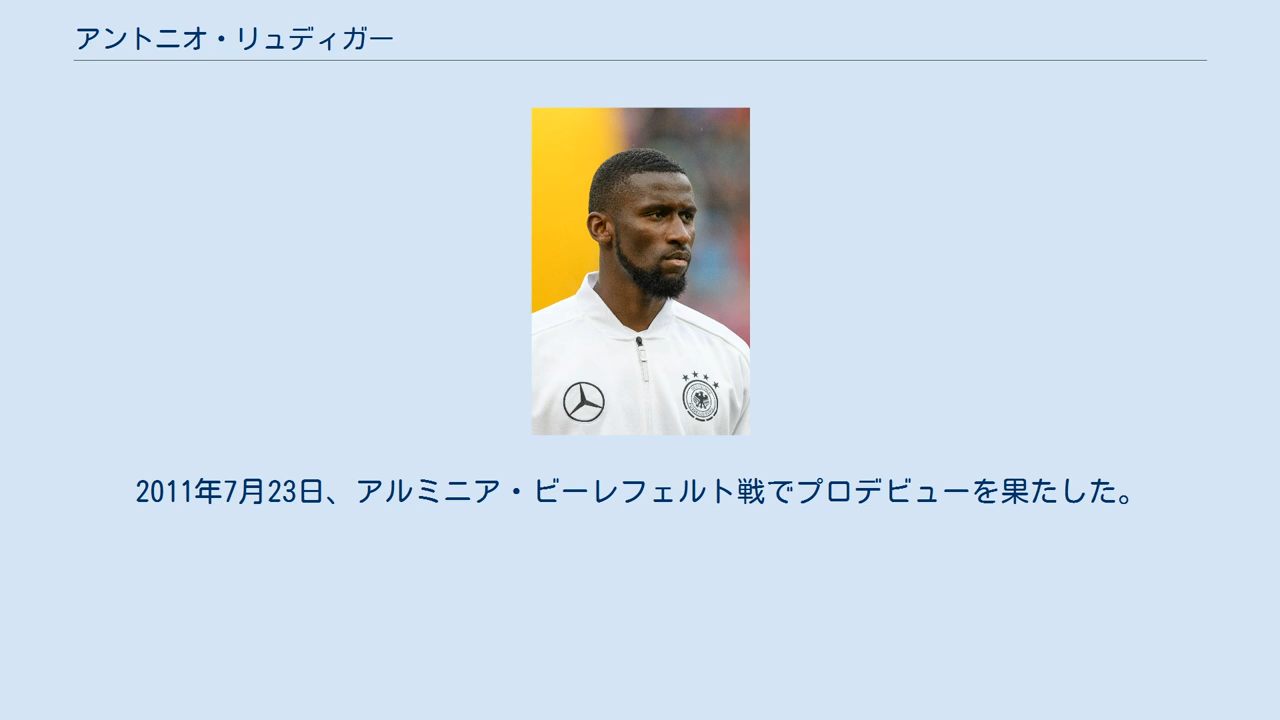 アントニオ・リュディガー
2011年7月23日、アルミニア・ビーレフェルト戦でプロデビューを果たした。